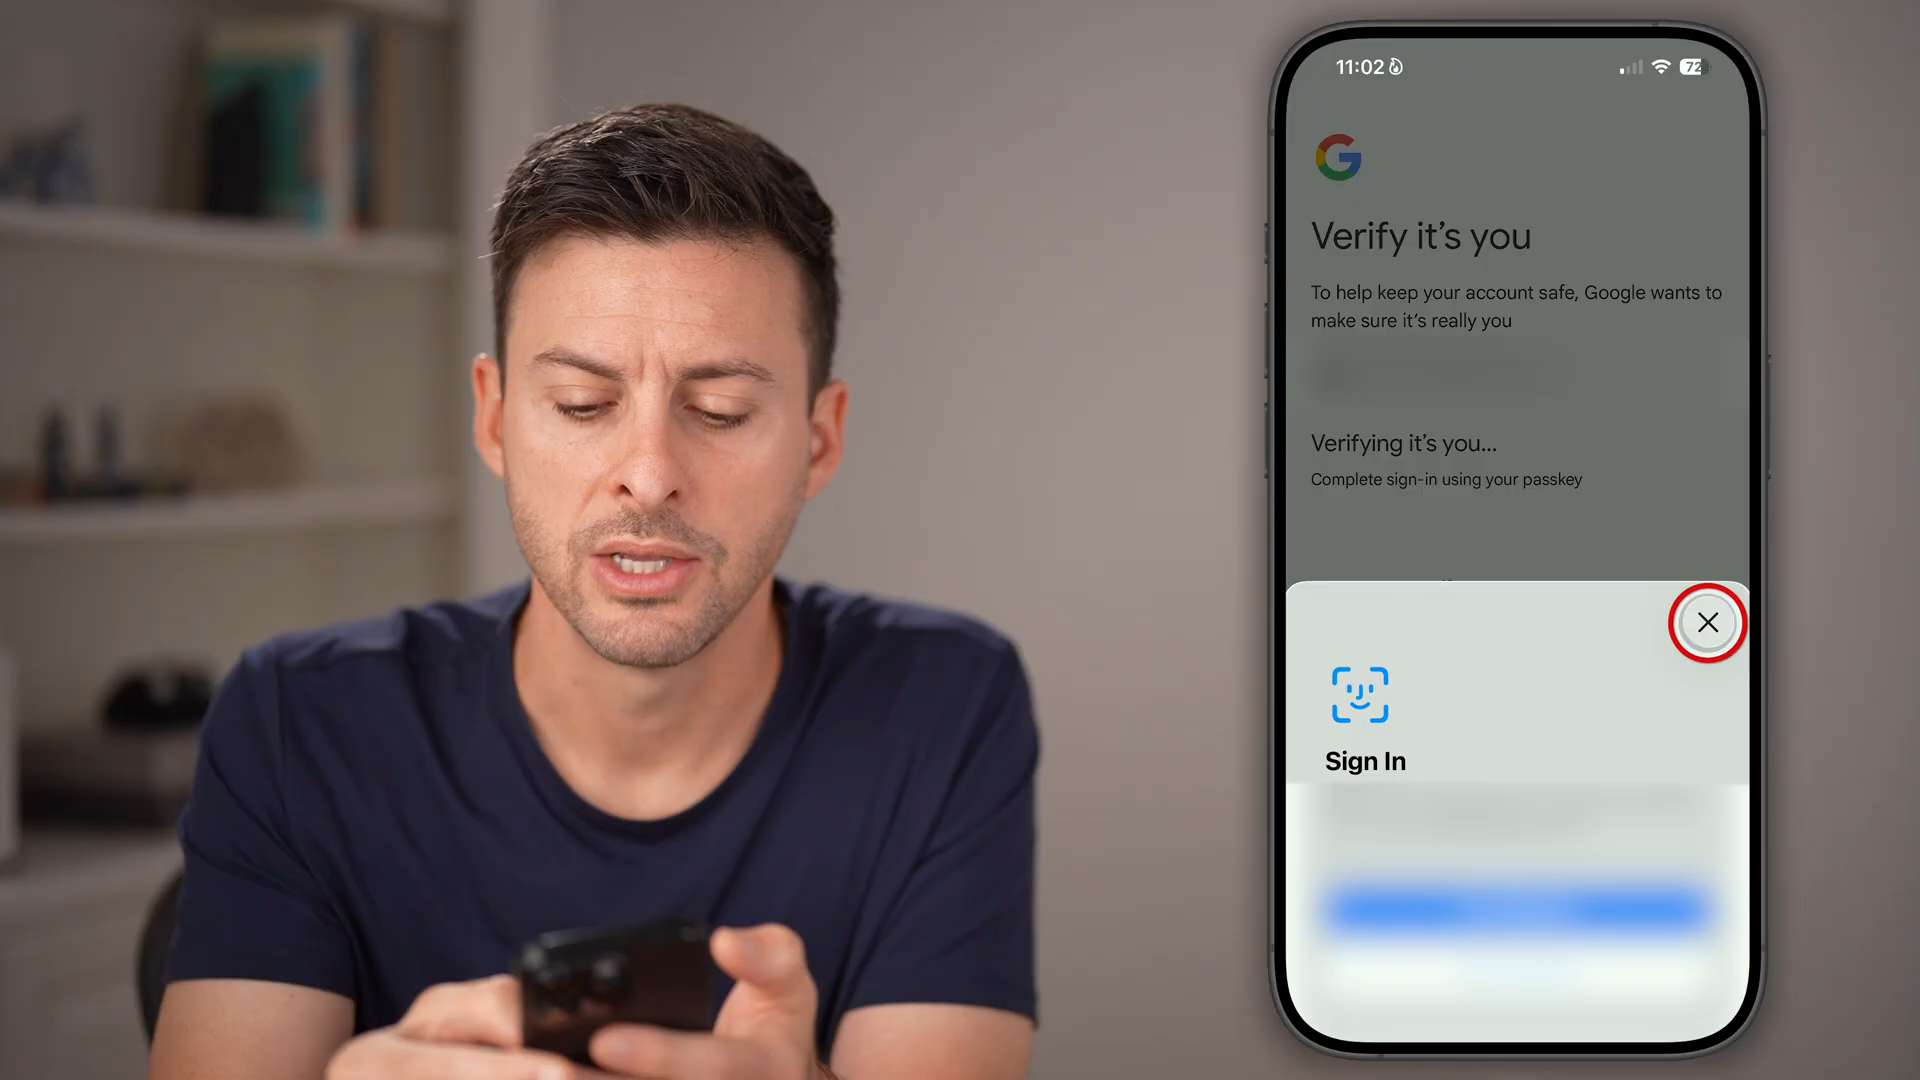 11:02
72
Verify it's you
To help keep your account safe, Google wants to
make sure it's really you
Verifying it's you...
Complete sign-in using your passkey
Sign In